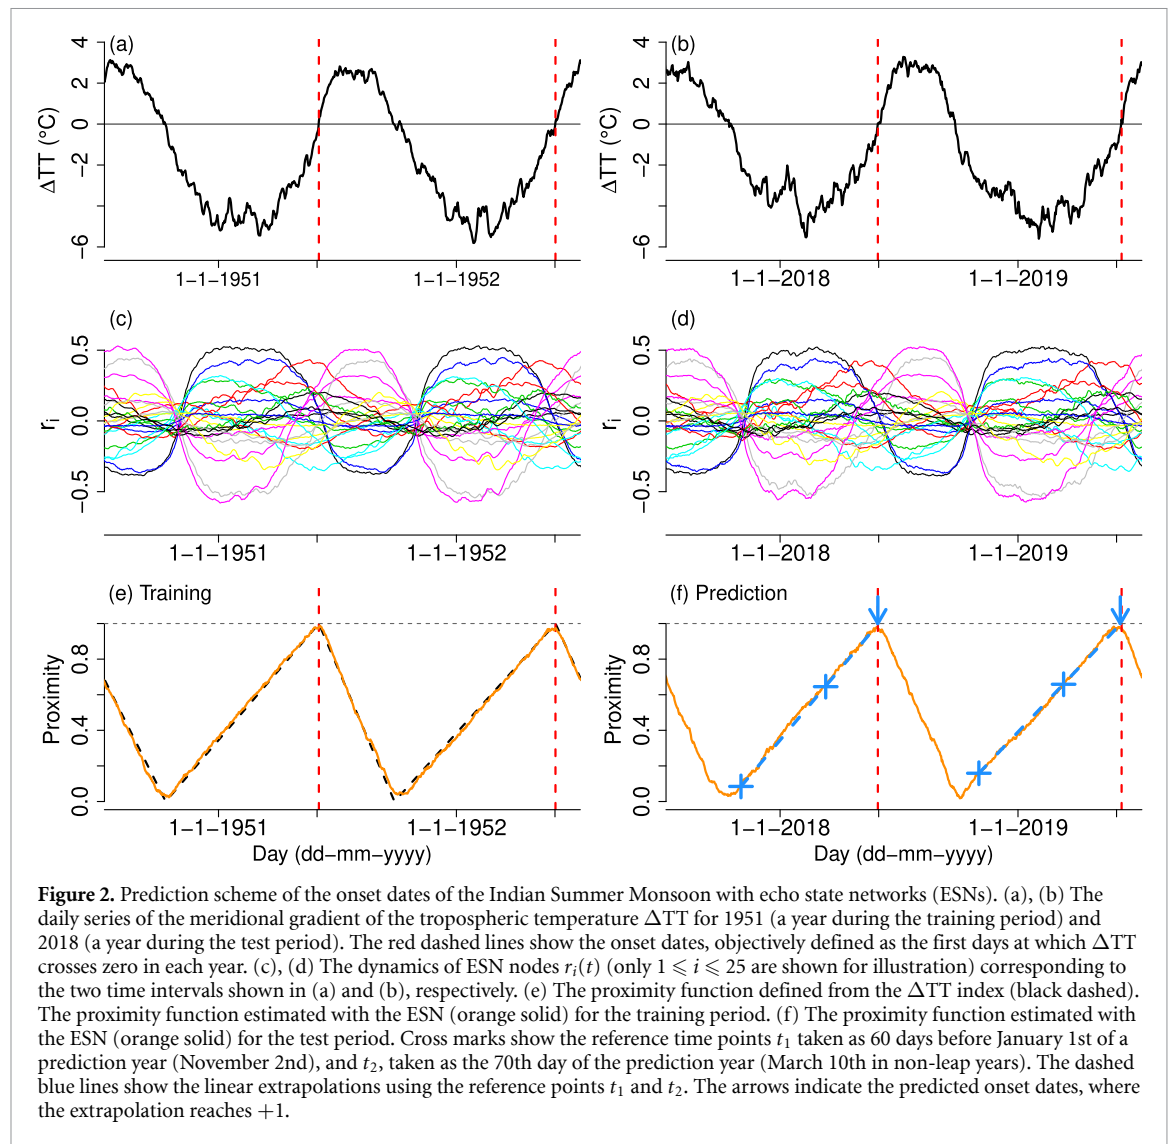 (a)
(b)
4
2
0
−2
−6
ΔTT (°C)
1−1−1951
1−1−1952
4
2
0
−2
−6
ΔTT (°C)
1−1−2018
1−1−2019
(c)
(d)
0.5
0.0
−0.5
ri
1−1−1951
1−1−1952
0.5
0.0
−0.5
ri
1−1−2018
1−1−2019
(e) Training
(f) Prediction
0.8
0.4
0.0
Proximity
1−1−1951
1−1−1952
Day (dd−mm−yyyy)
0.8
0.4
0.0
Proximity
1−1−2018
1−1−2019
Day (dd−mm−yyyy)
Figure 2. Prediction scheme of the onset dates of the Indian Summer Monsoon with echo state networks (ESNs). (a), (b) The
daily series of the meridional gradient of the tropospheric temperature ΔTT for 1951 (a year during the training period) and
2018 (a year during the test period). The red dashed lines show the onset dates, objectively defined as the first days at which ΔTT
crosses zero in each year. (c), (d) The dynamics of ESN nodes ri(t) (only 1 ⩽ i ⩽ 25 are shown for illustration) corresponding to
the two time intervals shown in (a) and (b), respectively. (e) The proximity function defined from the ΔTT index (black dashed).
The proximity function estimated with the ESN (orange solid) for the training period. (f) The proximity function estimated with
the ESN (orange solid) for the test period. Cross marks show the reference time points t1 taken as 60 days before January 1st of a
prediction year (November 2nd), and t2, taken as the 70th day of the prediction year (March 10th in non-leap years). The dashed
blue lines show the linear extrapolations using the reference points t1 and t2. The arrows indicate the predicted onset dates, where
the extrapolation reaches +1.